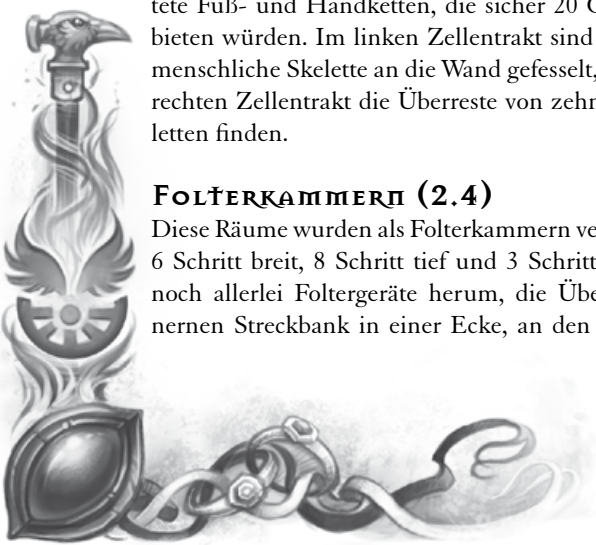 tete Fuß- und Handketten, die sicher 20 G
bieten würden. Im linken Zellentrakt sind
menschliche Skelette an die Wand gefesselt,
rechten Zellentrakt die Überreste von zehn
letten finden.
Folterkammern (2.4)
Diese Räume wurden als Folterkammern ve
6 Schritt breit, 8 Schritt tief und 3 Schritt
noch allerlei Foltergeräte herum, die Übe
nernen Streckbank in einer Ecke, an den